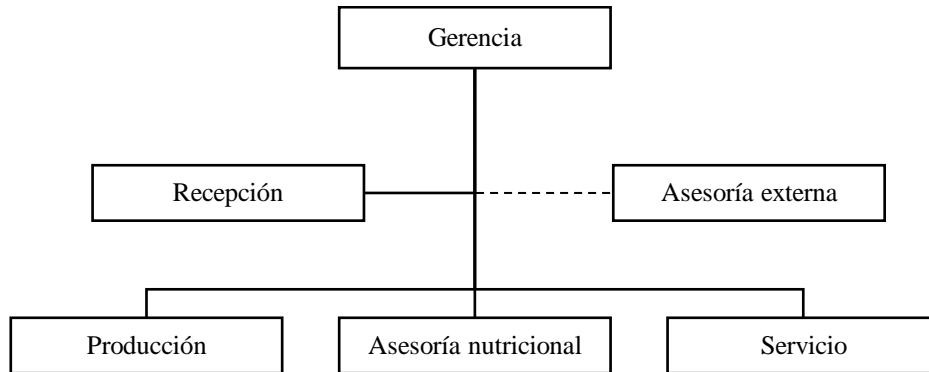 Gerencia
Recepción
Asesoría externa
Producción
Asesoría nutricional
Servicio